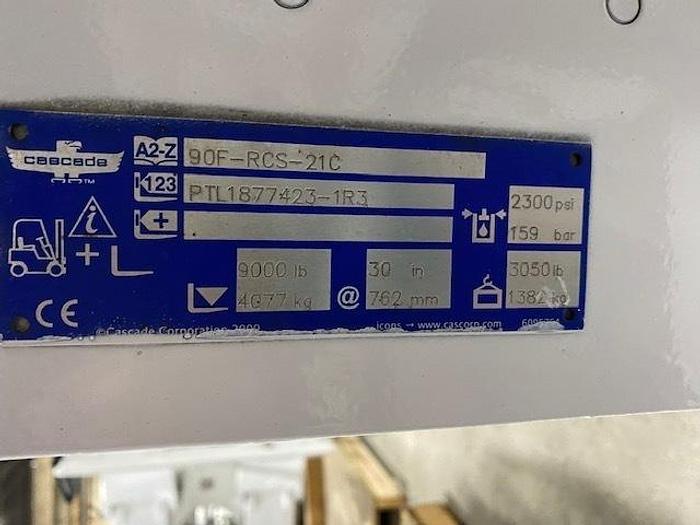 cascade
TM
A2-Z 90F-RCS-21C
123 PTL1877423-1R3
2300 psi
159 bar
9000 lb
4077 kg
@
30 in
762 mm
3050 lb
1382 kg
CE
©Cascade Corporation 2000
Icons → www.cascorp.com